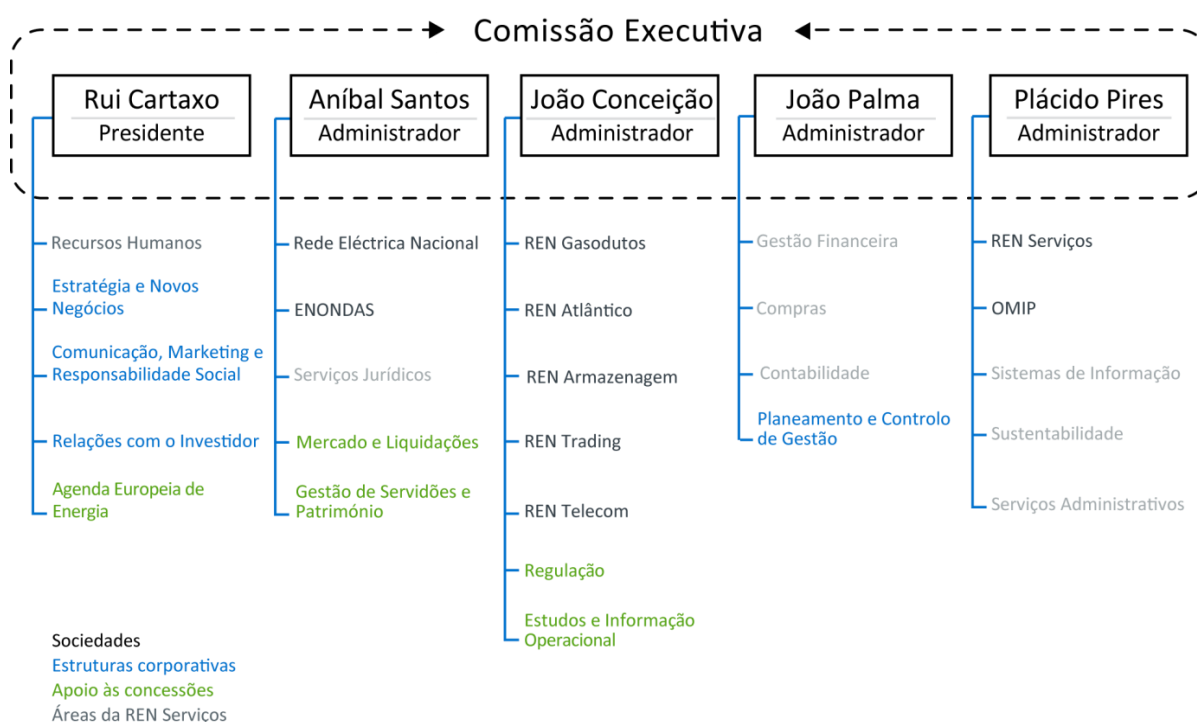 Comissão Executiva
Rui Cartaxo
Presidente
Aníbal Santos
Administrador
João Conceição
Administrador
João Palma
Administrador
Plácido Pires
Administrador
Recursos Humanos
Estratégia e Novos
Negócios
Comunicação, Marketing e
Responsabilidade Social
Relações com o Investidor
Agenda Europeia de
Energia
Rede Eléctrica Nacional
ENONDAS
Serviços Jurídicos
Mercado e Liquidações
Gestão de Servidões e
Património
REN Gasodutos
REN Atlântico
REN Armazenagem
REN Trading
REN Telecom
Regulação
Estudos e Informação
Operacional
Gestão Financeira
Compras
Contabilidade
Planeamento e Controlo
de Gestão
REN Serviços
OMIP
Sistemas de Informação
Sustentabilidade
Serviços Administrativos
Sociedades
Estruturas corporativas
Apoio às concessões
Áreas da REN Serviços